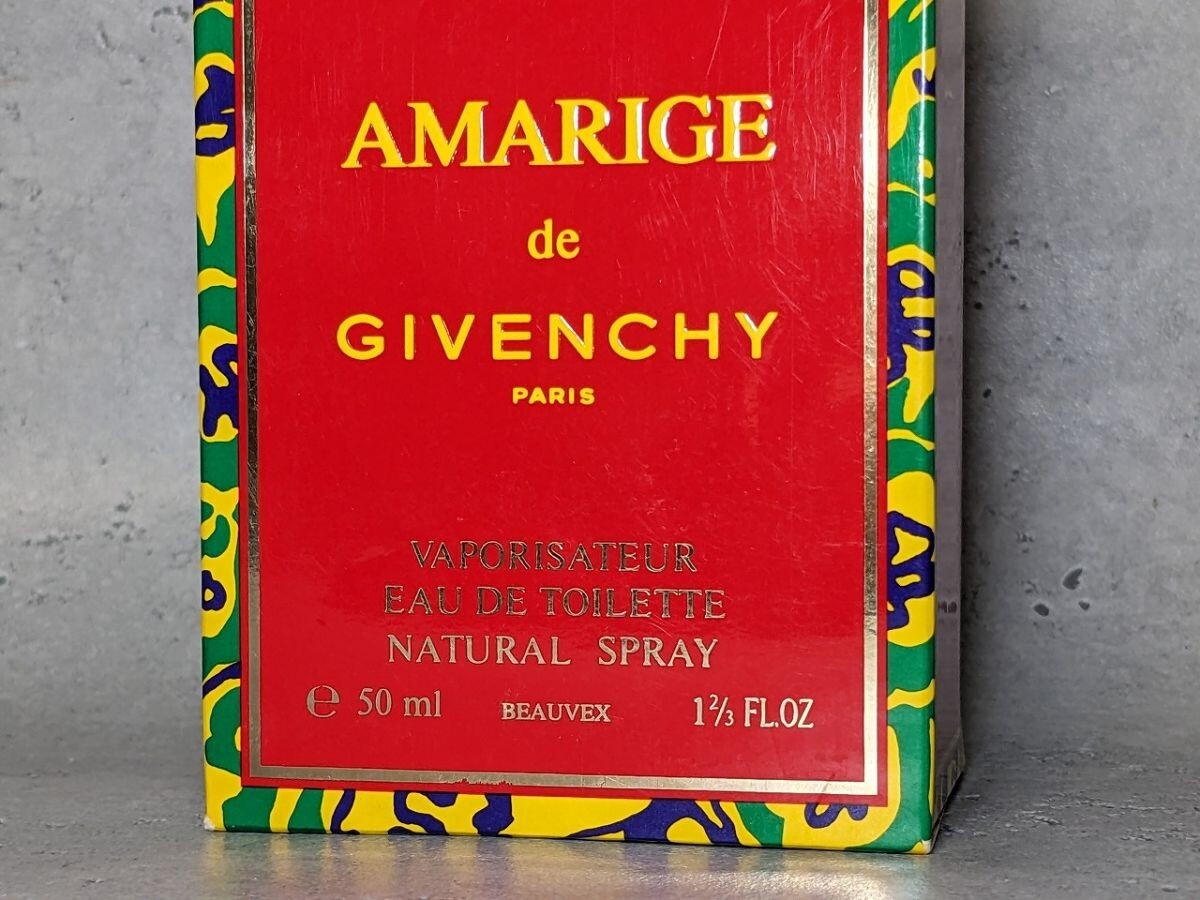 AMARIGE
de
GIVENCHY
PARIS
VAPORISATEUR
EAU DE TOILETTE
NATURAL SPRAY
℮ 50 ml BEAUVEX 1⅔ FL.OZ